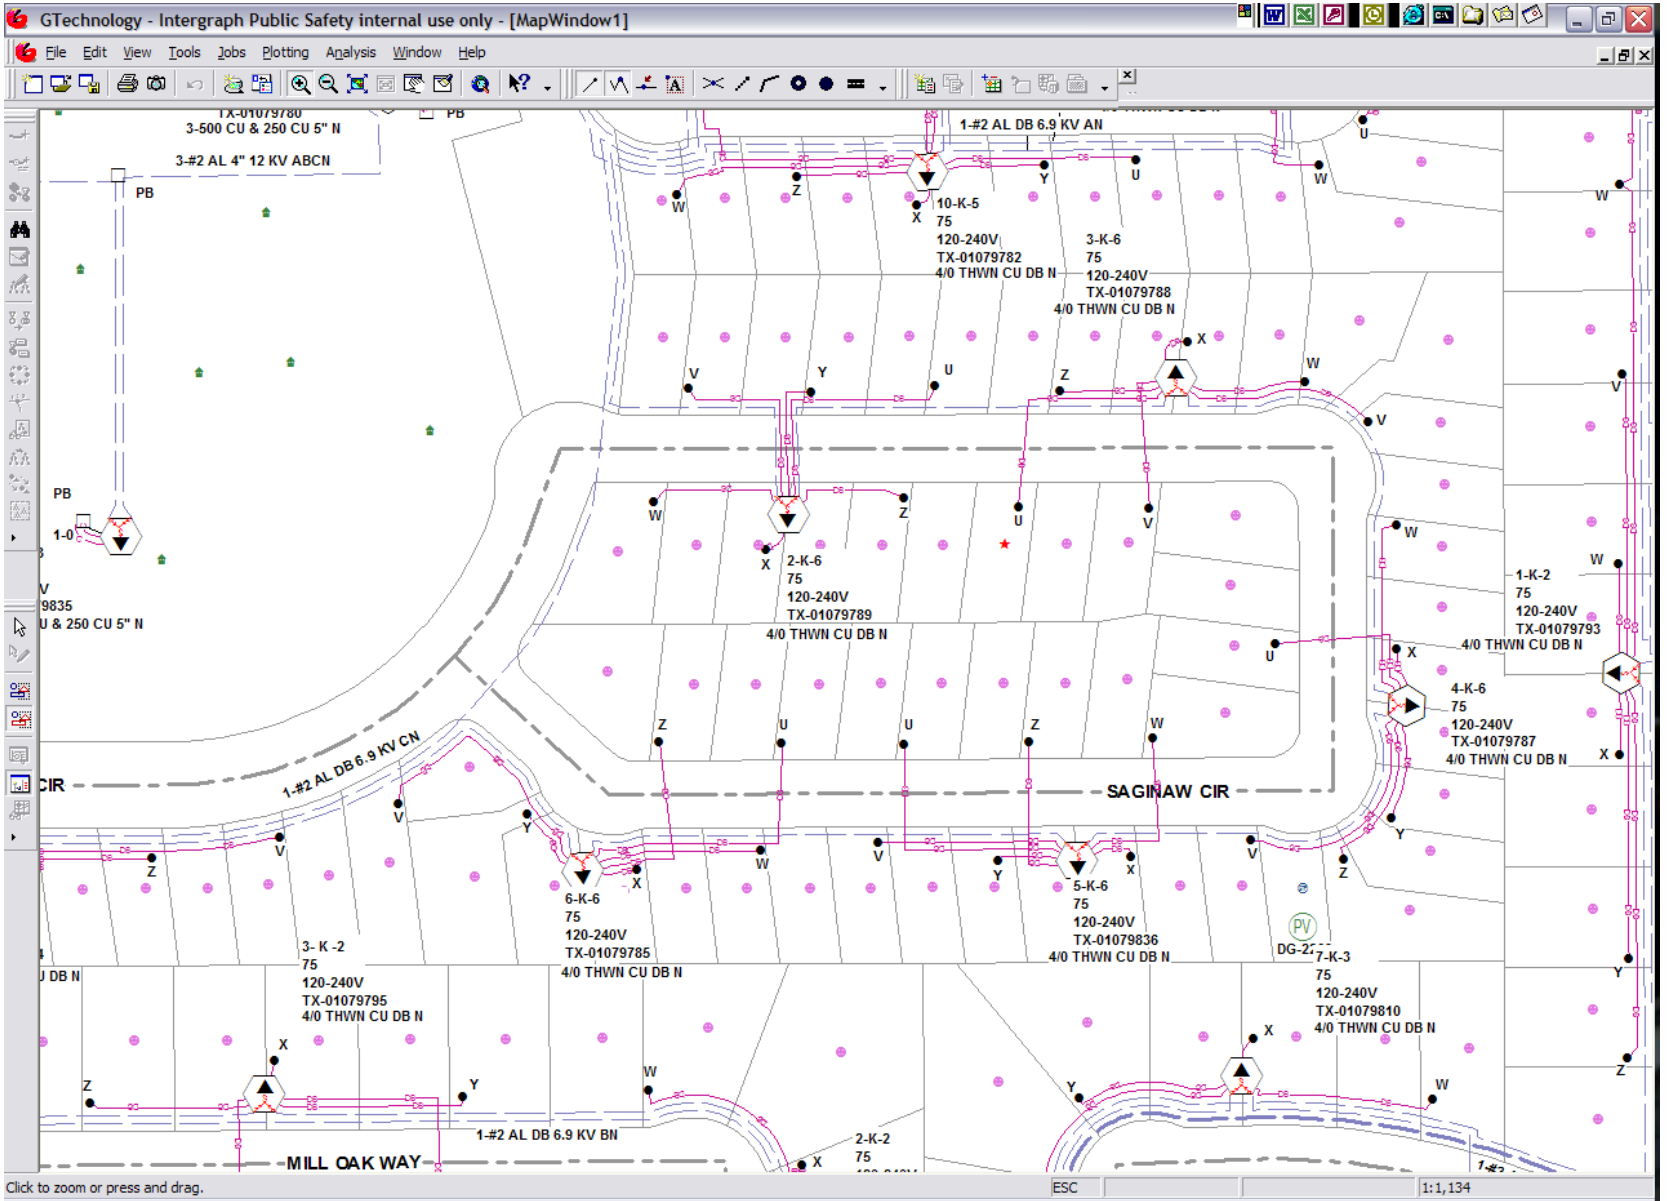 GTechnology - Intergraph Public Safety internal use only - [MapWindow1]
File Edit View Tools Jobs Plotting Analysis Window Help
TX-01079780
3-500 CU & 250 CU 5" N
3-#2 AL 4" 12 KV ABCN
PB
PB
1-#2 AL DB 6.9 KV AN
U
W
Z
Y
U
W
W
X
10-K-5
75
120-240V
TX-01079782
4/0 THWN CU DB N
3-K-6
75
120-240V
TX-01079788
4/0 THWN CU DB N
X
V
Y
U
Z
W
V
V
PB
1-0
W
Z
U
V
W
X
2-K-6
75
120-240V
TX-01079789
4/0 THWN CU DB N
V
9835
U & 250 CU 5" N
W
1-K-2
75
120-240V
TX-01079793
4/0 THWN CU DB N
U
X
4-K-6
75
120-240V
TX-01079787
4/0 THWN CU DB N
X
Z
U
U
Z
W
1-#2 AL DB 6.9 KV CN
CIR
SAGINAW CIR
V
Y
V
Z
W
X
V
Y
X
V
Z
Y
6-K-6
75
120-240V
TX-01079785
4/0 THWN CU DB N
5-K-6
75
120-240V
TX-01079836
4/0 THWN CU DB N
PV
7-K-3
75
120-240V
TX-01079810
4/0 THWN CU DB N
Y
J DB N
3- K -2
75
120-240V
TX-01079795
4/0 THWN CU DB N
X
X
Z
Y
W
Y
W
Z
1-#2 AL DB 6.9 KV BN
MILL OAK WAY
X
2-K-2
75
Click to zoom or press and drag.
ESC
1:1,134